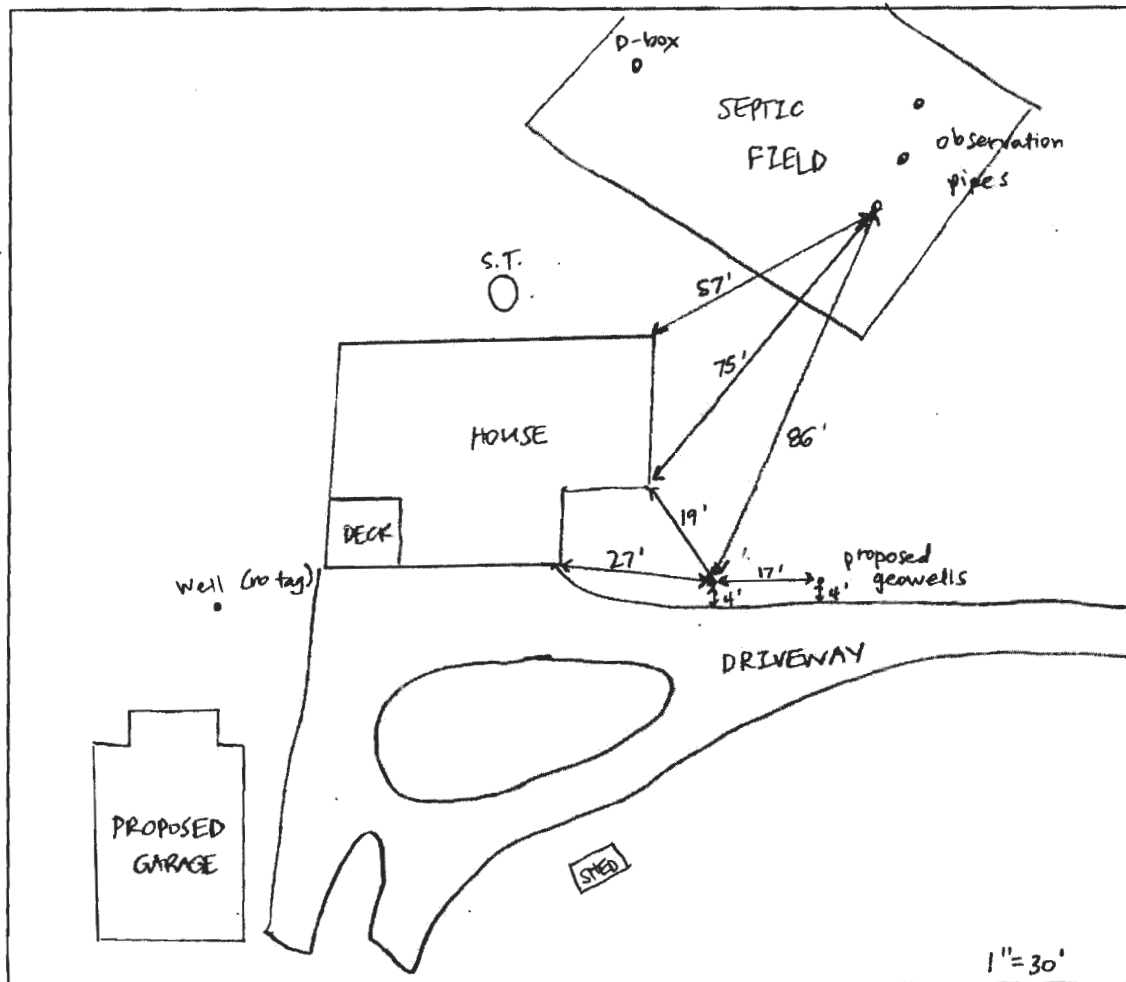 D-box
SEPTIC
FIELD
observation
pipes
S.T.
57'
75'
86'
HOUSE
19'
DECK
27'
17'
proposed
geowells
4'
4'
Well (no tag)
DRIVEWAY
PROPOSED
GARAGE
SHED
1"=30'